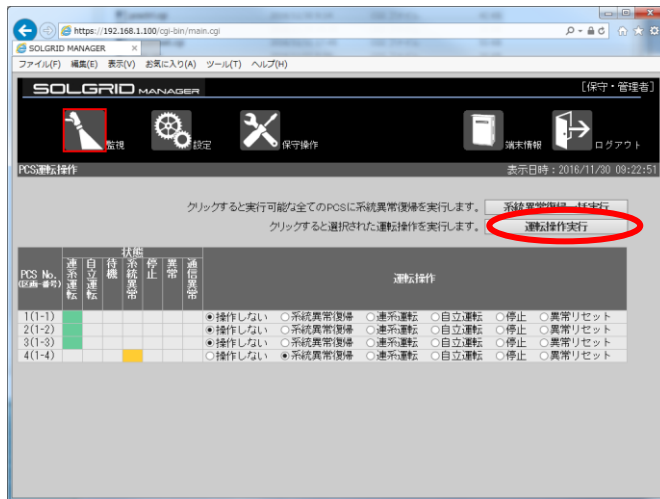 https://192.168.1.100/cgi-bin/main.cgi
SOLGRID MANAGER
ファイル(F) 編集(E) 表示(V) お気に入り(A) ツール(T) ヘルプ(H)
SOLGRID MANAGER [保守・管理者]
監視 設定 保守操作 端末情報 ログアウト
PCS運転操作 表示日時:2016/11/30 09:22:51
クリックすると実行可能な全てのPCSに系統異常復帰を実行します。 系統異常復帰一括実行
クリックすると選択された運転操作を実行します。 運転操作実行
PCS No.
(区画-番号)
状態
連系運転 自立運転 待機 系統異常 停止 異常 通信異常
運転操作
1(1-1) 操作しない 系統異常復帰 連系運転 自立運転 停止 異常リセット
2(1-2) 操作しない 系統異常復帰 連系運転 自立運転 停止 異常リセット
3(1-3) 操作しない 系統異常復帰 連系運転 自立運転 停止 異常リセット
4(1-4) 操作しない 系統異常復帰 連系運転 自立運転 停止 異常リセット